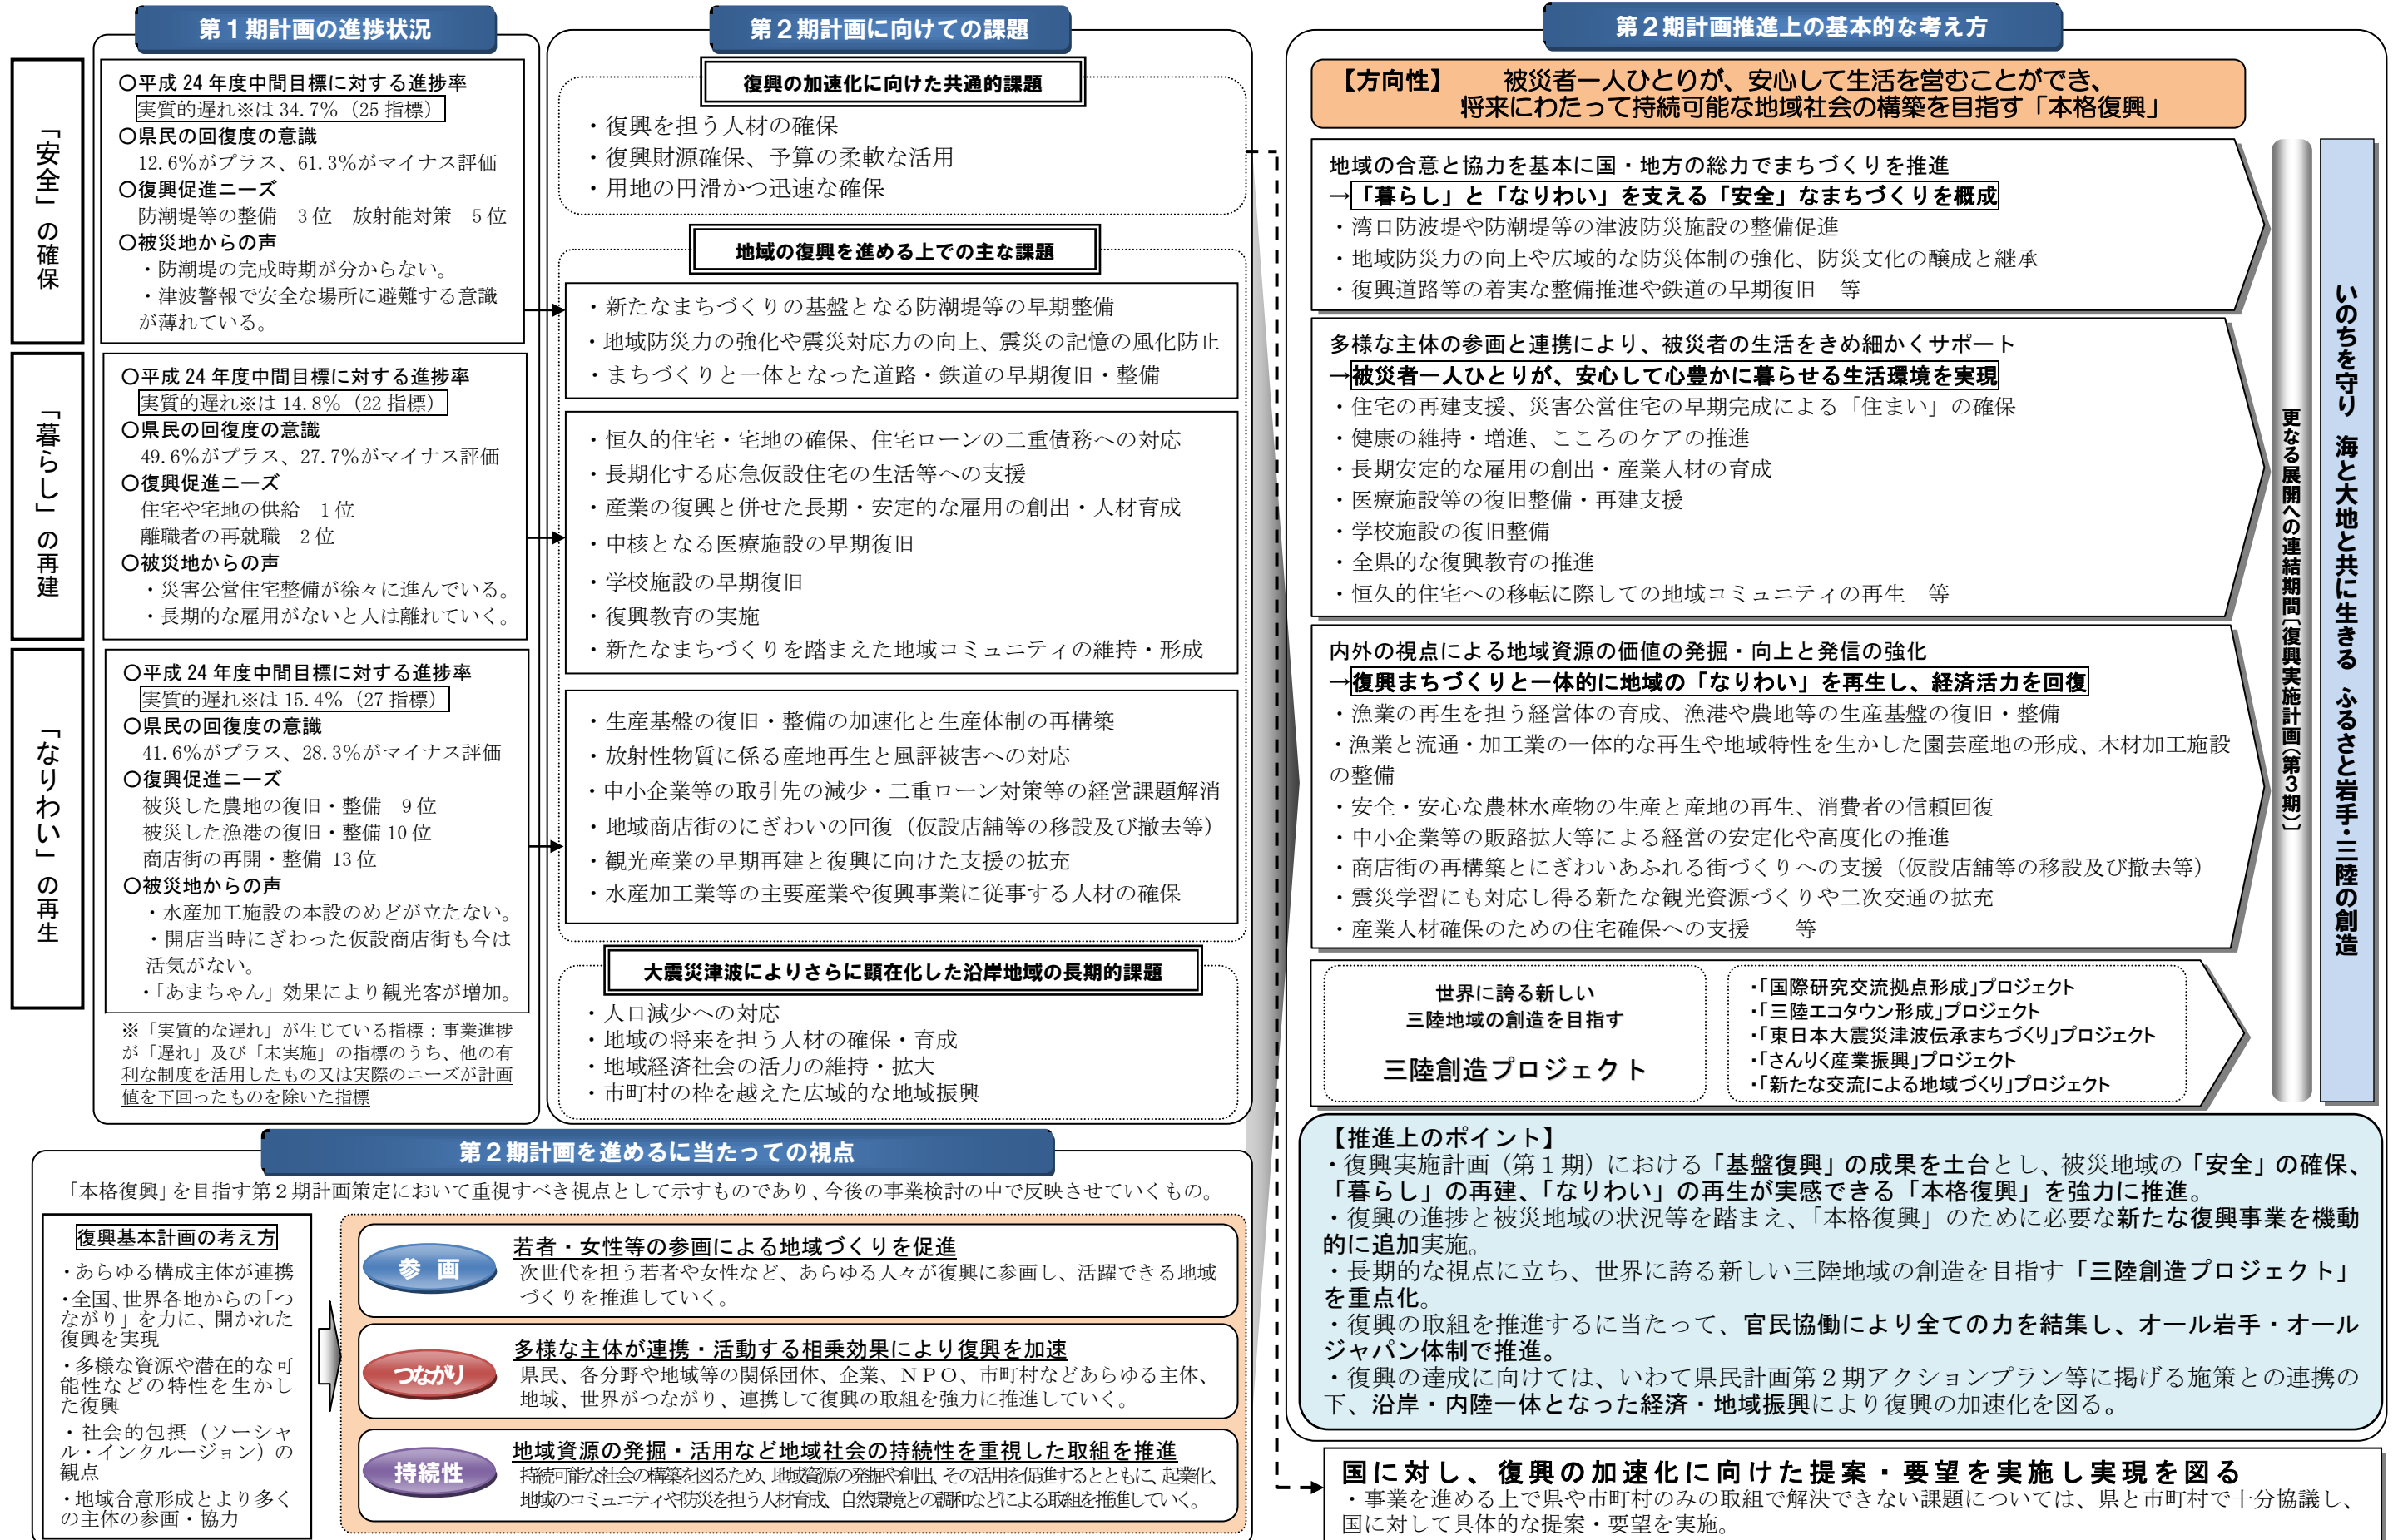 第１期計画の進捗状況
「安全」の確保
○平成 24 年度中間目標に対する進捗率
実質的遅れ※は 34.7%（25 指標）
○県民の回復度の意識
12.6%がプラス、61.3%がマイナス評価
○復興促進ニーズ
防潮堤等の整備　3 位　放射能対策　5 位
○被災地からの声
・防潮堤の完成時期が分からない。
・津波警報で安全な場所に避難する意識
が薄れている。
「暮らし」の再建
○平成 24 年度中間目標に対する進捗率
実質的遅れ※は 14.8%（22 指標）
○県民の回復度の意識
49.6%がプラス、27.7%がマイナス評価
○復興促進ニーズ
住宅や宅地の供給　1 位
離職者の再就職　2 位
○被災地からの声
・災害公営住宅整備が徐々に進んでいる。
・長期的な雇用がないと人は離れていく。
「なりわい」の再生
○平成 24 年度中間目標に対する進捗率
実質的遅れ※は 15.4%（27 指標）
○県民の回復度の意識
41.6%がプラス、28.3%がマイナス評価
○復興促進ニーズ
被災した農地の復旧・整備　9 位
被災した漁港の復旧・整備 10 位
商店街の再開・整備 13 位
○被災地からの声
・水産加工施設の本設のめどが立たない。
・開店当時にぎわった仮設商店街も今は
活気がない。
・「あまちゃん」効果により観光客が増加。
※「実質的な遅れ」が生じている指標：事業進捗
が「遅れ」及び「未実施」の指標のうち、他の有
利な制度を活用したもの又は実際のニーズが計画
値を下回ったものを除いた指標
第２期計画に向けての課題
復興の加速化に向けた共通的課題
・復興を担う人材の確保
・復興財源確保、予算の柔軟な活用
・用地の円滑かつ迅速な確保
地域の復興を進める上での主な課題
・新たなまちづくりの基盤となる防潮堤等の早期整備
・地域防災力の強化や震災対応力の向上、震災の記憶の風化防止
・まちづくりと一体となった道路・鉄道の早期復旧・整備
・恒久的住宅・宅地の確保、住宅ローンの二重債務への対応
・長期化する応急仮設住宅の生活等への支援
・産業の復興と併せた長期・安定的な雇用の創出・人材育成
・中核となる医療施設の早期復旧
・学校施設の早期復旧
・復興教育の実施
・新たなまちづくりを踏まえた地域コミュニティの維持・形成
・生産基盤の復旧・整備の加速化と生産体制の再構築
・放射性物質に係る産地再生と風評被害への対応
・中小企業等の取引先の減少・二重ローン対策等の経営課題解消
・地域商店街のにぎわいの回復（仮設店舗等の移設及び撤去等）
・観光産業の早期再建と復興に向けた支援の拡充
・水産加工業等の主要産業や復興事業に従事する人材の確保
大震災津波によりさらに顕在化した沿岸地域の長期的課題
・人口減少への対応
・地域の将来を担う人材の確保・育成
・地域経済社会の活力の維持・拡大
・市町村の枠を越えた広域的な地域振興
第２期計画を進めるに当たっての視点
「本格復興」を目指す第２期計画策定において重視すべき視点として示すものであり、今後の事業検討の中で反映させていくもの。
復興基本計画の考え方
・あらゆる構成主体が連携
・全国、世界各地からの「つ
ながり」を力に、開かれた
復興を実現
・多様な資源や潜在的な可
能性などの特性を生かし
た復興
・社会的包摂（ソーシャ
ル・インクルージョン）の
観点
・地域合意形成とより多く
の主体の参画・協力
参 画
若者・女性等の参画による地域づくりを促進
次世代を担う若者や女性など、あらゆる人々が復興に参画し、活躍できる地域
づくりを推進していく。
つながり
多様な主体が連携・活動する相乗効果により復興を加速
県民、各分野や地域等の関係団体、企業、ＮＰＯ、市町村などあらゆる主体、
地域、世界がつながり、連携して復興の取組を強力に推進していく。
持続性
地域資源の発掘・活用など地域社会の持続性を重視した取組を推進
持続可能な社会の構築を図るため、地域資源の発掘や創出、その活用を促進するとともに、起業化、
地域のコミュニティや防災を担う人材育成、自然環境との調和などによる取組を推進していく。
第２期計画推進上の基本的な考え方
【方向性】　被災者一人ひとりが、安心して生活を営むことができ、
将来にわたって持続可能な地域社会の構築を目指す「本格復興」
地域の合意と協力を基本に国・地方の総力でまちづくりを推進
→「暮らし」と「なりわい」を支える「安全」なまちづくりを概成
・湾口防波堤や防潮堤等の津波防災施設の整備促進
・地域防災力の向上や広域的な防災体制の強化、防災文化の醸成と継承
・復興道路等の着実な整備推進や鉄道の早期復旧　等
多様な主体の参画と連携により、被災者の生活をきめ細かくサポート
→被災者一人ひとりが、安心して心豊かに暮らせる生活環境を実現
・住宅の再建支援、災害公営住宅の早期完成による「住まい」の確保
・健康の維持・増進、こころのケアの推進
・長期安定的な雇用の創出・産業人材の育成
・医療施設等の復旧整備・再建支援
・学校施設の復旧整備
・全県的な復興教育の推進
・恒久的住宅への移転に際しての地域コミュニティの再生　等
内外の視点による地域資源の価値の発掘・向上と発信の強化
→復興まちづくりと一体的に地域の「なりわい」を再生し、経済活力を回復
・漁業の再生を担う経営体の育成、漁港や農地等の生産基盤の復旧・整備
・漁業と流通・加工業の一体的な再生や地域特性を生かした園芸産地の形成、木材加工施設
の整備
・安全・安心な農林水産物の生産と産地の再生、消費者の信頼回復
・中小企業等の販路拡大等による経営の安定化や高度化の推進
・商店街の再構築とにぎわいあふれる街づくりへの支援（仮設店舗等の移設及び撤去等）
・震災学習にも対応し得る新たな観光資源づくりや二次交通の拡充
・産業人材確保のための住宅確保への支援　　等
世界に誇る新しい
三陸地域の創造を目指す
三陸創造プロジェクト
・「国際研究交流拠点形成」プロジェクト
・「三陸エコタウン形成」プロジェクト
・「東日本大震災津波伝承まちづくり」プロジェクト
・「さんりく産業振興」プロジェクト
・「新たな交流による地域づくり」プロジェクト
更なる展開への連結期間〔復興実施計画（第３期）〕
いのちを守り　海と大地と共に生きる　ふるさと岩手・三陸の創造
【推進上のポイント】
・復興実施計画（第１期）における「基盤復興」の成果を土台とし、被災地域の「安全」の確保、
「暮らし」の再建、「なりわい」の再生が実感できる「本格復興」を強力に推進。
・復興の進捗と被災地域の状況等を踏まえ、「本格復興」のために必要な新たな復興事業を機動
的に追加実施。
・長期的な視点に立ち、世界に誇る新しい三陸地域の創造を目指す「三陸創造プロジェクト」
を重点化。
・復興の取組を推進するに当たって、官民協働により全ての力を結集し、オール岩手・オール
ジャパン体制で推進。
・復興の達成に向けては、いわて県民計画第２期アクションプラン等に掲げる施策との連携の
下、沿岸・内陸一体となった経済・地域振興により復興の加速化を図る。
国に対し、復興の加速化に向けた提案・要望を実施し実現を図る
・事業を進める上で県や市町村のみの取組で解決できない課題については、県と市町村で十分協議し、
国に対して具体的な提案・要望を実施。